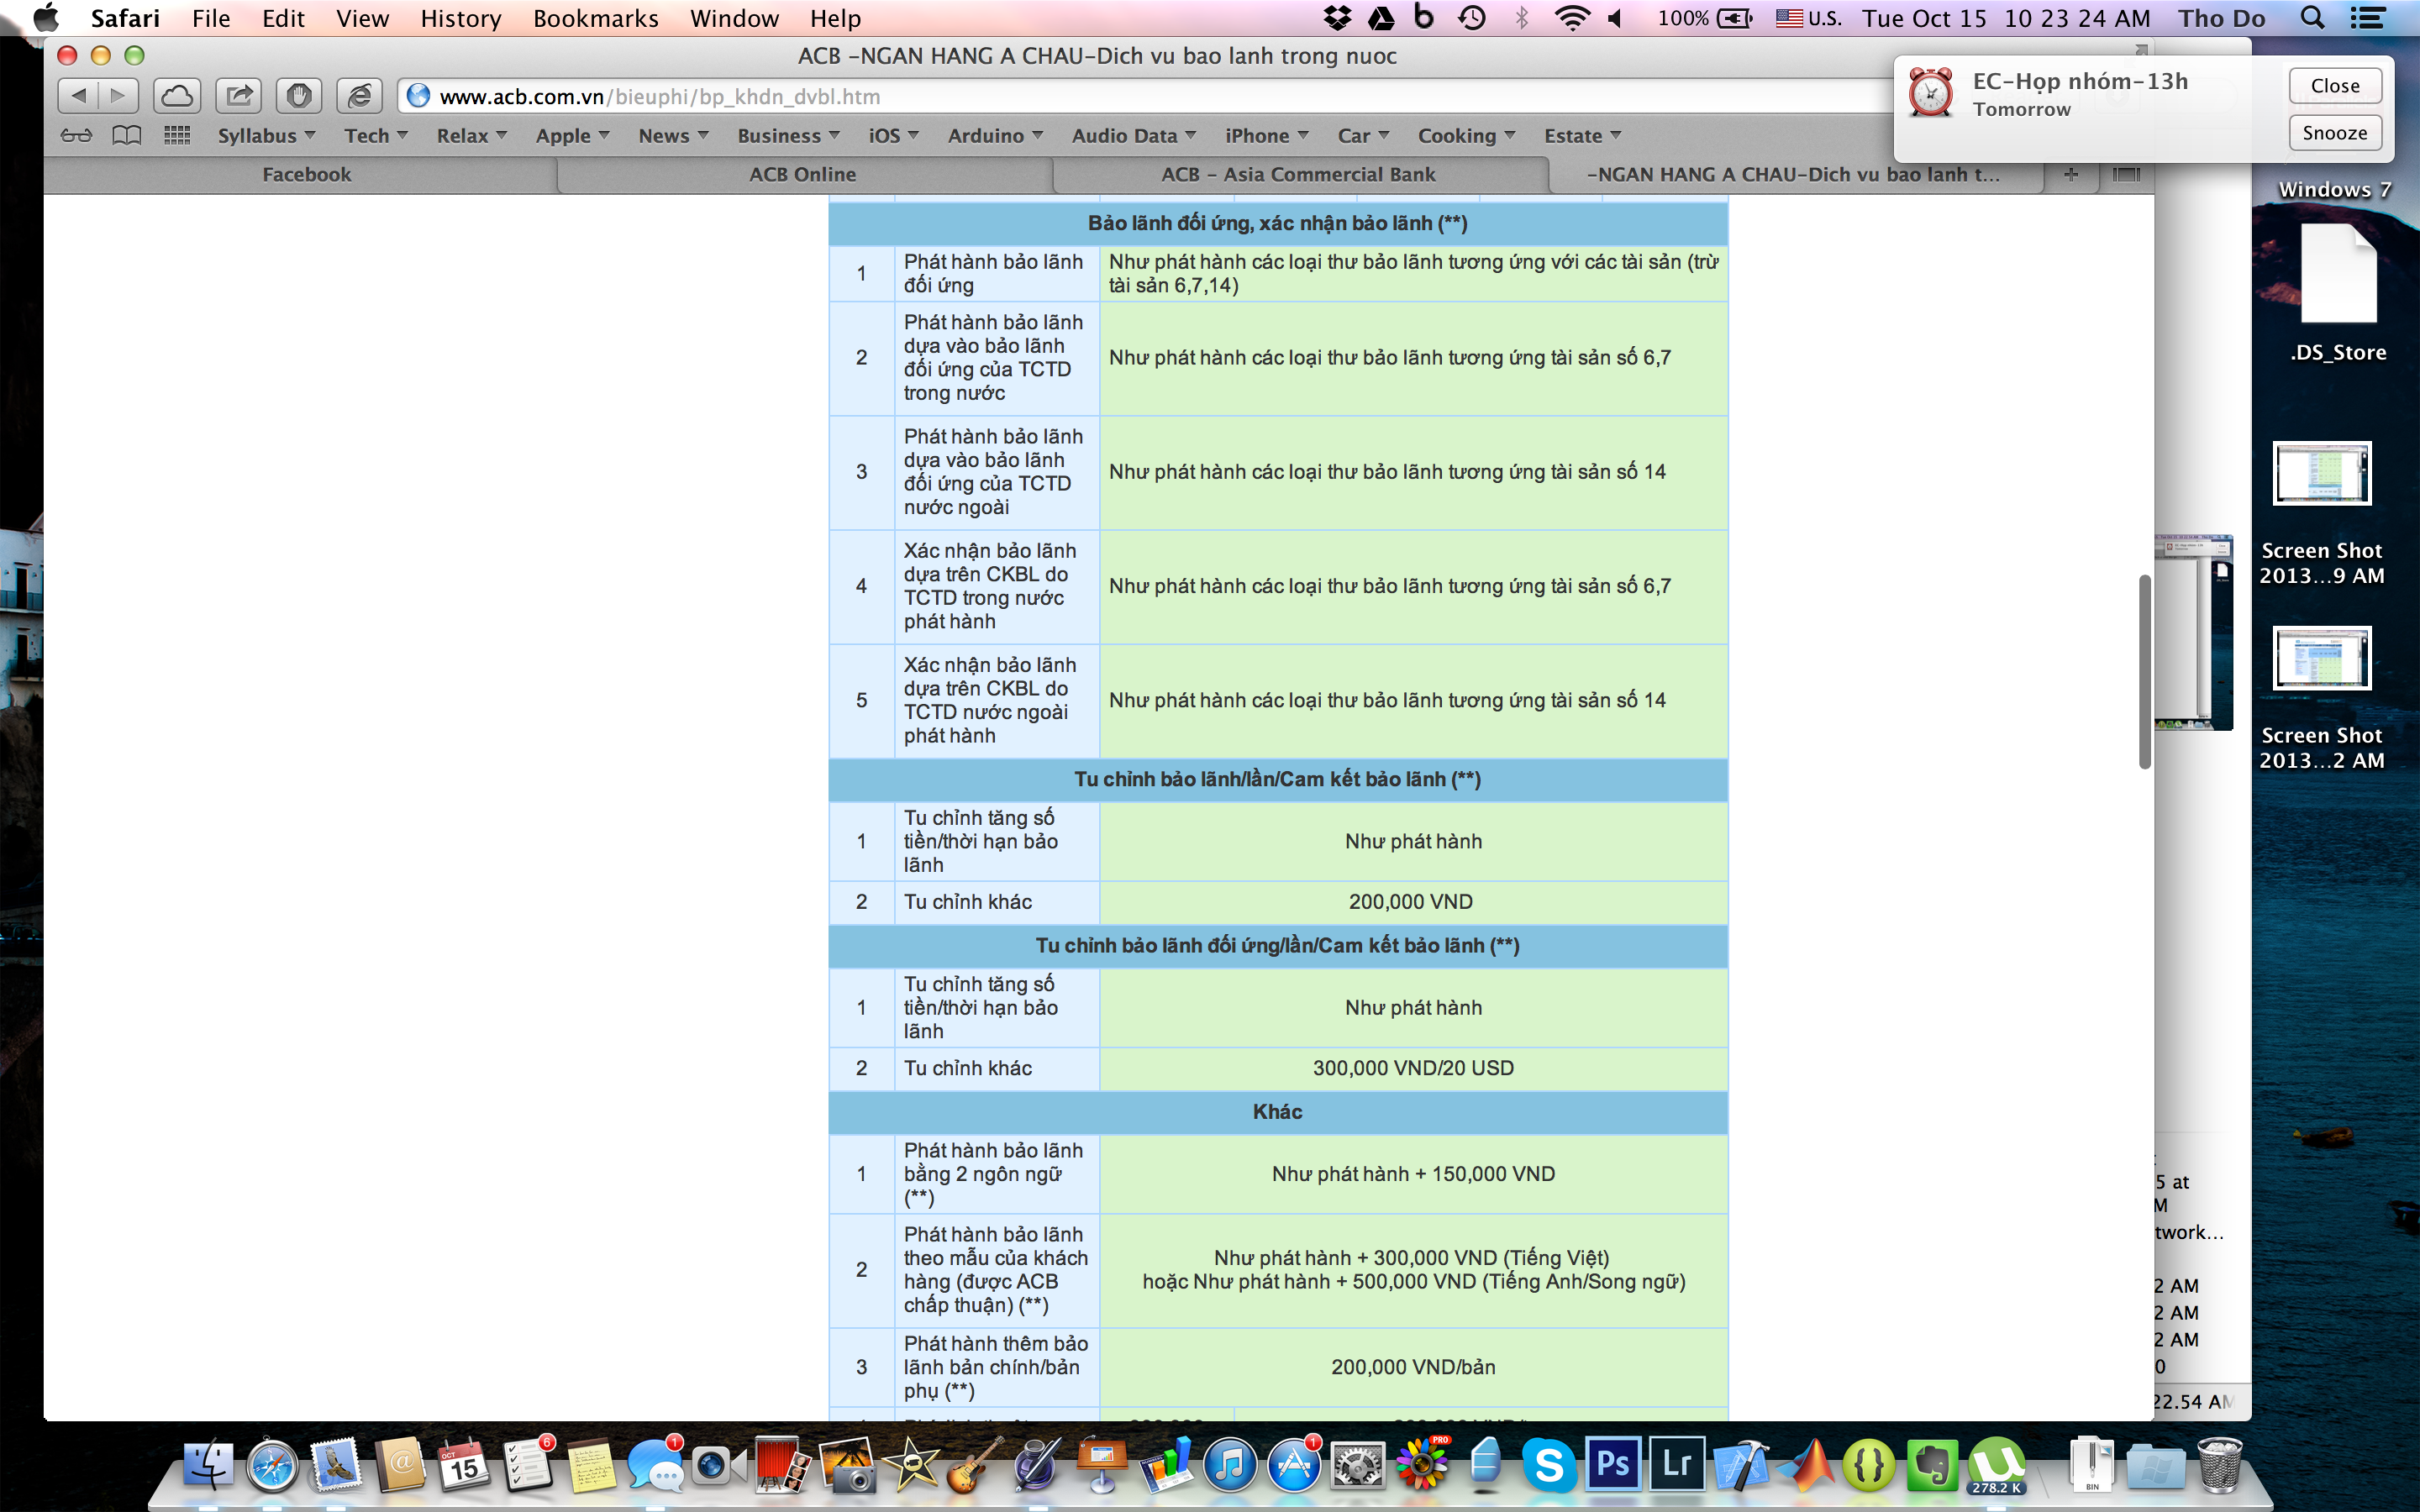 Safari File Edit View History Bookmarks Window Help
100% U.S. Tue Oct 15 10 23 24 AM Tho Do
ACB -NGAN HANG A CHAU-Dich vu bao lanh trong nuoc
www.acb.com.vn/bieuphi/bp_khdn_dvbl.htm
EC-Họp nhóm-13h
Tomorrow
Close
Snooze
Syllabus Tech Relax Apple News Business iOS Arduino Audio Data iPhone Car Cooking Estate
Facebook
ACB Online
ACB - Asia Commercial Bank
-NGAN HANG A CHAU-Dich vu bao lanh t...
Bảo lãnh đối ứng, xác nhận bảo lãnh (**)
1
Phát hành bảo lãnh
đối ứng
Như phát hành các loại thư bảo lãnh tương ứng với các tài sản (trừ
tài sản 6,7,14)
2
Phát hành bảo lãnh
dựa vào bảo lãnh
đối ứng của TCTD
trong nước
Như phát hành các loại thư bảo lãnh tương ứng tài sản số 6,7
3
Phát hành bảo lãnh
dựa vào bảo lãnh
đối ứng của TCTD
nước ngoài
Như phát hành các loại thư bảo lãnh tương ứng tài sản số 14
4
Xác nhận bảo lãnh
dựa trên CKBL do
TCTD trong nước
phát hành
Như phát hành các loại thư bảo lãnh tương ứng tài sản số 6,7
5
Xác nhận bảo lãnh
dựa trên CKBL do
TCTD nước ngoài
phát hành
Như phát hành các loại thư bảo lãnh tương ứng tài sản số 14
Tu chỉnh bảo lãnh/lần/Cam kết bảo lãnh (**)
1
Tu chỉnh tăng số
tiền/thời hạn bảo
lãnh
Như phát hành
2
Tu chỉnh khác
200,000 VND
Tu chỉnh bảo lãnh đối ứng/lần/Cam kết bảo lãnh (**)
1
Tu chỉnh tăng số
tiền/thời hạn bảo
lãnh
Như phát hành
2
Tu chỉnh khác
300,000 VND/20 USD
Khác
1
Phát hành bảo lãnh
bằng 2 ngôn ngữ
(**)
Như phát hành + 150,000 VND
2
Phát hành bảo lãnh
theo mẫu của khách
hàng (được ACB
chấp thuận) (**)
Như phát hành + 300,000 VND (Tiếng Việt)
hoặc Như phát hành + 500,000 VND (Tiếng Anh/Song ngữ)
3
Phát hành thêm bảo
lãnh bản chính/bản
phụ (**)
200,000 VND/bản
Windows 7
.DS_Store
Screen Shot
2013...9 AM
Screen Shot
2013...2 AM
5 at
M
twork...
2 AM
2 AM
2 AM
0
22.54 AM
OCT
15
6
1
1
PRO
Ps
Lr
278.2 K
BIN